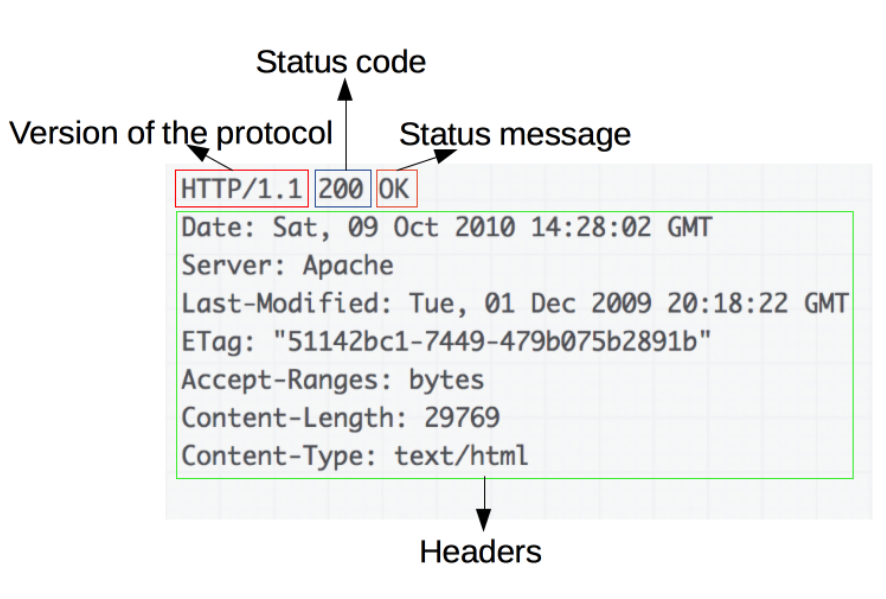 Status code
Version of the protocol
Status message
HTTP/1.1 200 OK
Date: Sat, 09 Oct 2010 14:28:02 GMT
Server: Apache
Last-Modified: Tue, 01 Dec 2009 20:18:22 GMT
ETag: "51142bc1-7449-479b075b2891b"
Accept-Ranges: bytes
Content-Length: 29769
Content-Type: text/html
Headers